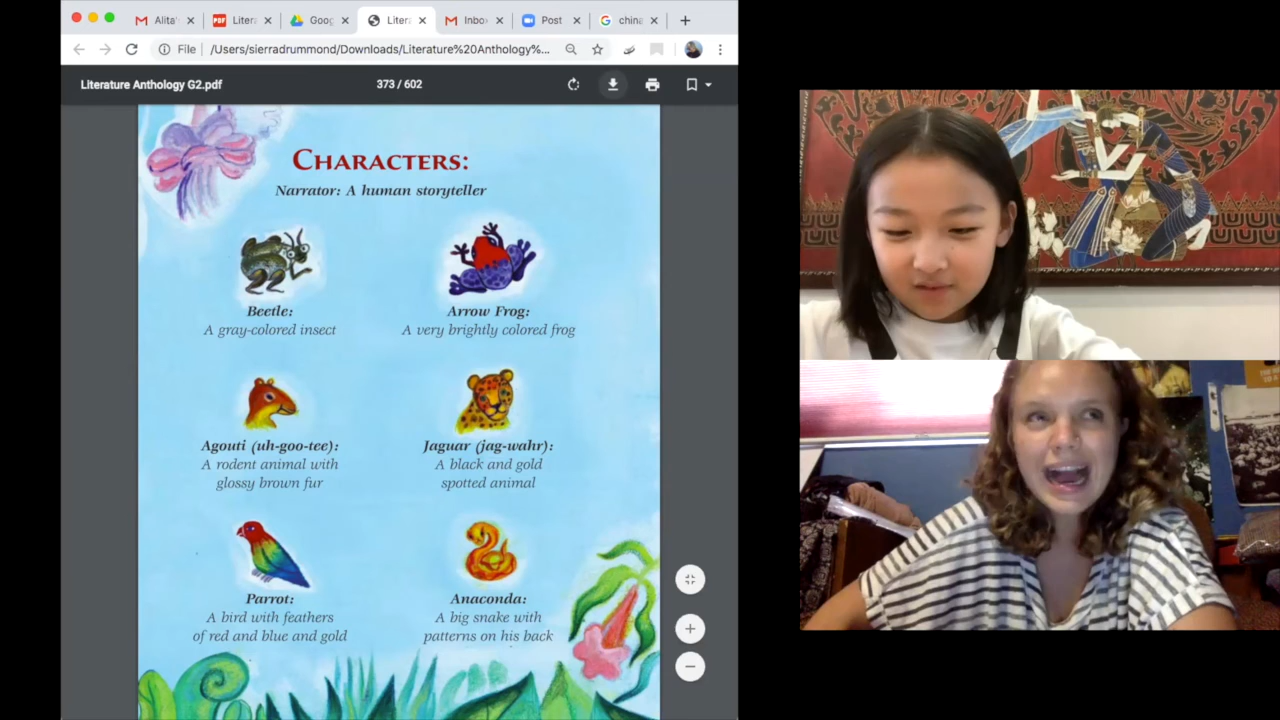 Alita'
Litera
Goog
Litera
Inbo
Post
china
File
/Users/sierradrummond/Downloads/Literature%20Anthology%...
Literature Anthology G2.pdf
373 / 602
CHARACTERS:
Narrator: A human storyteller
Beetle:
A gray-colored insect
Arrow Frog:
A very brightly colored frog
Agouti (uh-goo-tee):
A rodent animal with
glossy brown fur
Jaguar (jag-wahr):
A black and gold
spotted animal
Parrot:
A bird with feathers
of red and blue and gold
Anaconda:
A big snake with
patterns on his back